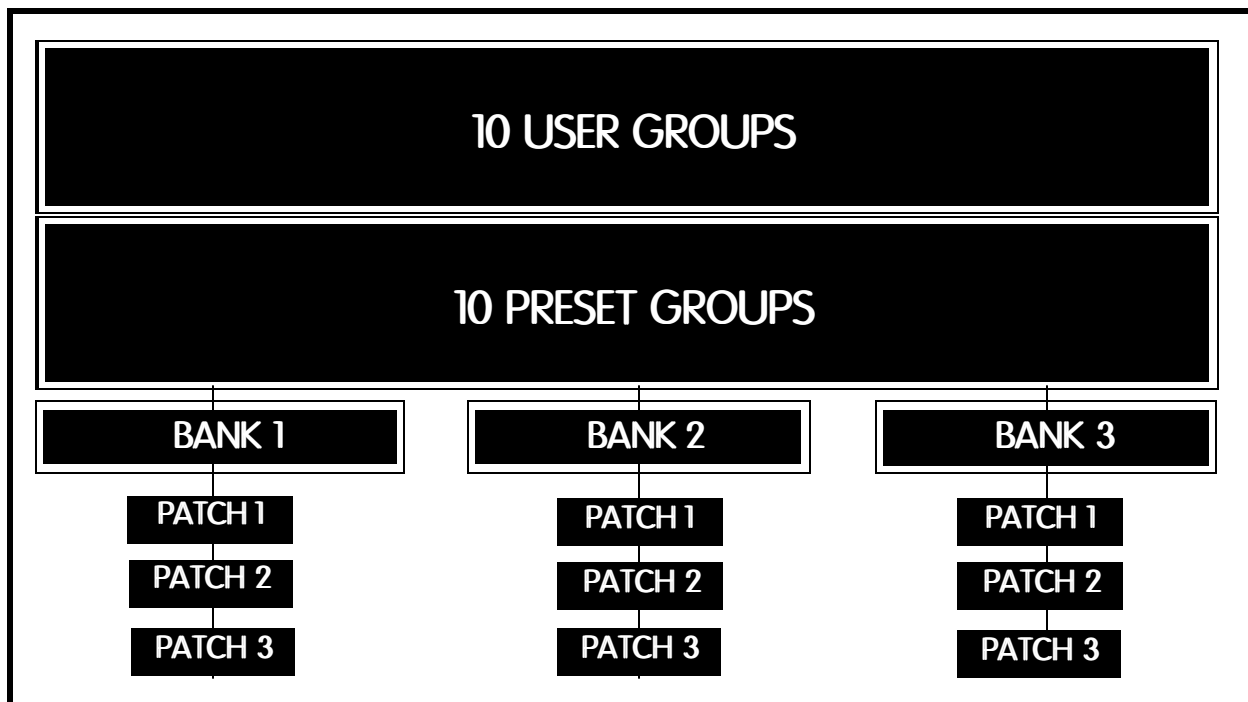 10 USER GROUPS
10 PRESET GROUPS
BANK 1
BANK 2
BANK 3
PATCH 1
PATCH 1
PATCH 1
PATCH 2
PATCH 2
PATCH 2
PATCH 3
PATCH 3
PATCH 3